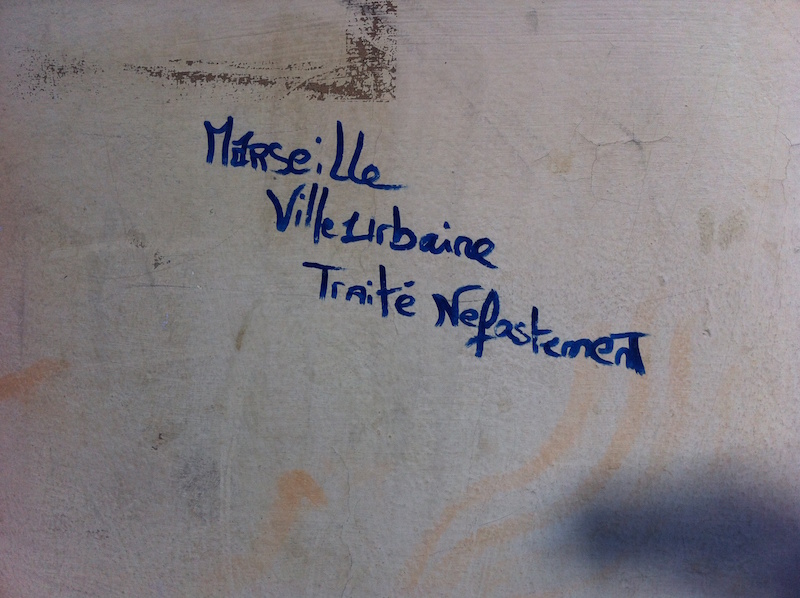 Marseille
Ville Urbaine
Traité Nefastement